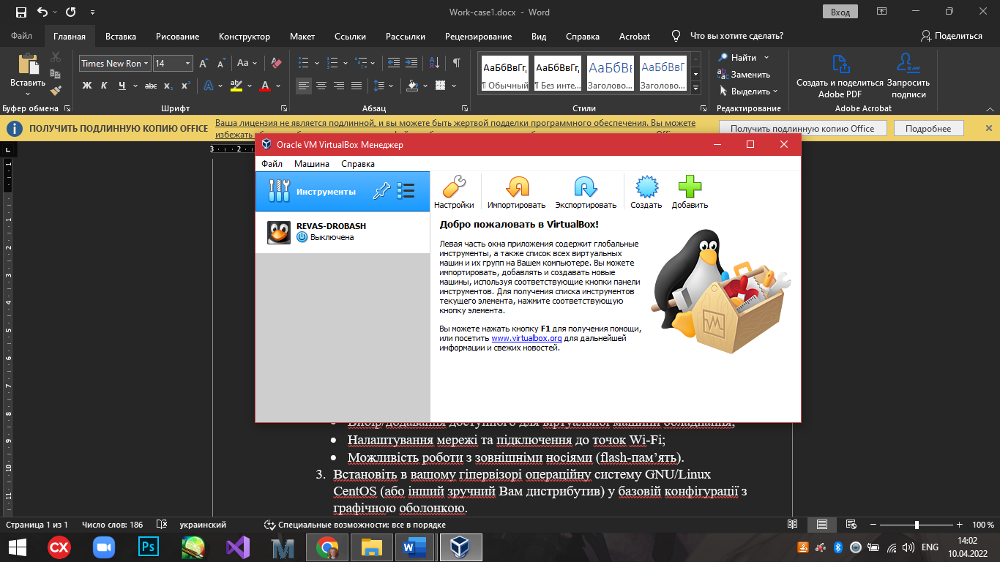 Work-case1.docx - Word
Вход
Файл Главная Вставка Рисование Конструктор Макет Ссылки Рассылки Рецензирование Вид Справка Acrobat Что вы хотите сделать? Поделиться
Вставить
Буфер обмена
Times New Ron 14
Aa
Ж К Ч abc x₂ x²
Шрифт
Абзац
АаБбВвГг, АаБбВвГг, АаБбВв АаБбВвГ
¶ Обычный ¶ Без инте... Заголово... Заголово...
Стили
Найти
Заменить
Выделить
Редактирование
Создать и поделиться Adobe PDF
Запросить подписи
Adobe Acrobat
ПОЛУЧИТЬ ПОДЛИННУЮ КОПИЮ OFFICE
Ваша лицензия не является подлинной, и вы можете быть жертвой подделки программного обеспечения. Вы можете
избежать
Получить подлинную копию Office Подробнее
Oracle VM VirtualBox Менеджер
Файл Машина Справка
Инструменты
REVAS-DROBASH
Выключена
Настройки Импортировать Экспортировать Создать Добавить
Добро пожаловать в VirtualBox!
Левая часть окна приложения содержит глобальные
инструменты, а также список всех виртуальных
машин и их групп на Вашем компьютере. Вы можете
импортировать, добавлять и создавать новые
машины, используя соответствующие кнопки панели
инструментов. Для получения списка инструментов
текущего элемента, нажмите соответствующую
кнопку элемента.
Вы можете нажать кнопку F1 для получения помощи,
или посетить www.virtualbox.org для дальнейшей
информации и свежих новостей.
Вибір/додавання доступного для віртуальної машини обладнання;
Налаштування мережі та підключення до точок Wi-Fi;
Можливість роботи з зовнішніми носіями (flash-пам’ять).
3. Встановіть в вашому гіпервізорі операційну систему GNU/Linux
CentOS (або інший зручний Вам дистрибутив) у базовій конфігурації з
графічною оболонкою.
Страница 1 из 1 Число слов: 186 украинский Специальные возможности: все в порядке 100 %
ENG
14:02
10.04.2022